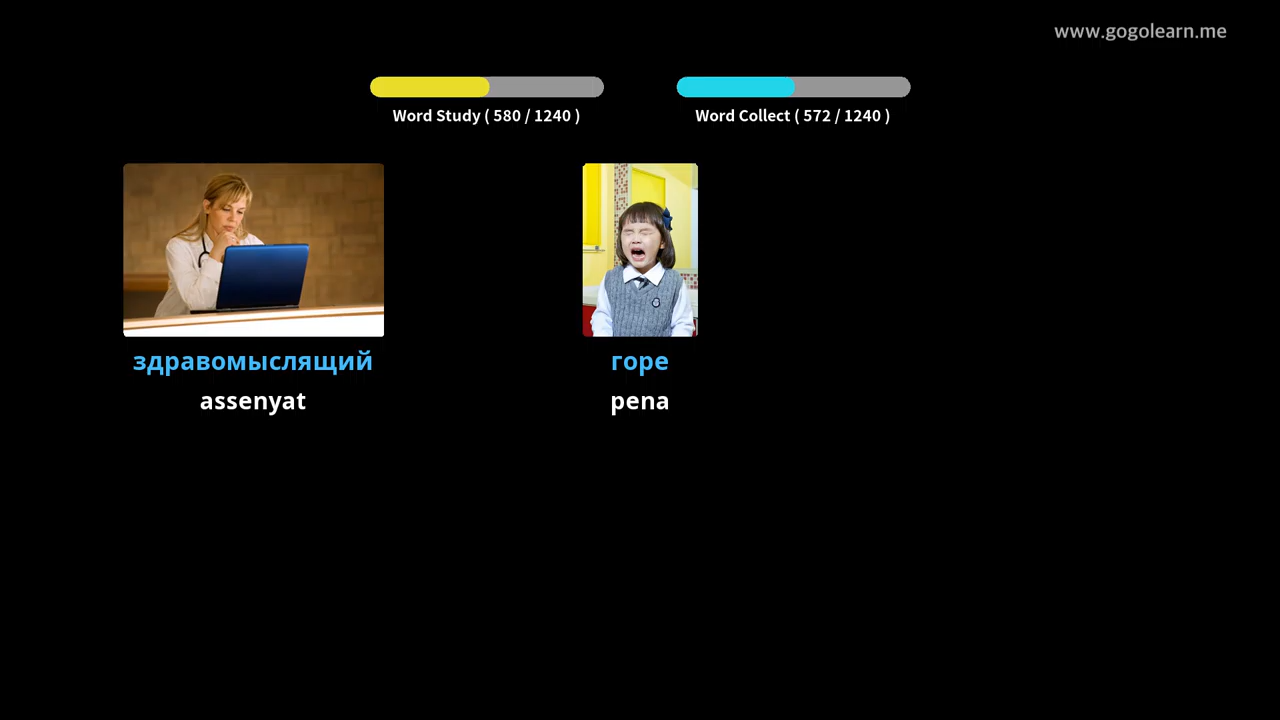 www.gogolearn.me
Word Study ( 580 / 1240 )
Word Collect ( 572 / 1240 )
здравомыслящий
assenyat
горе
pena